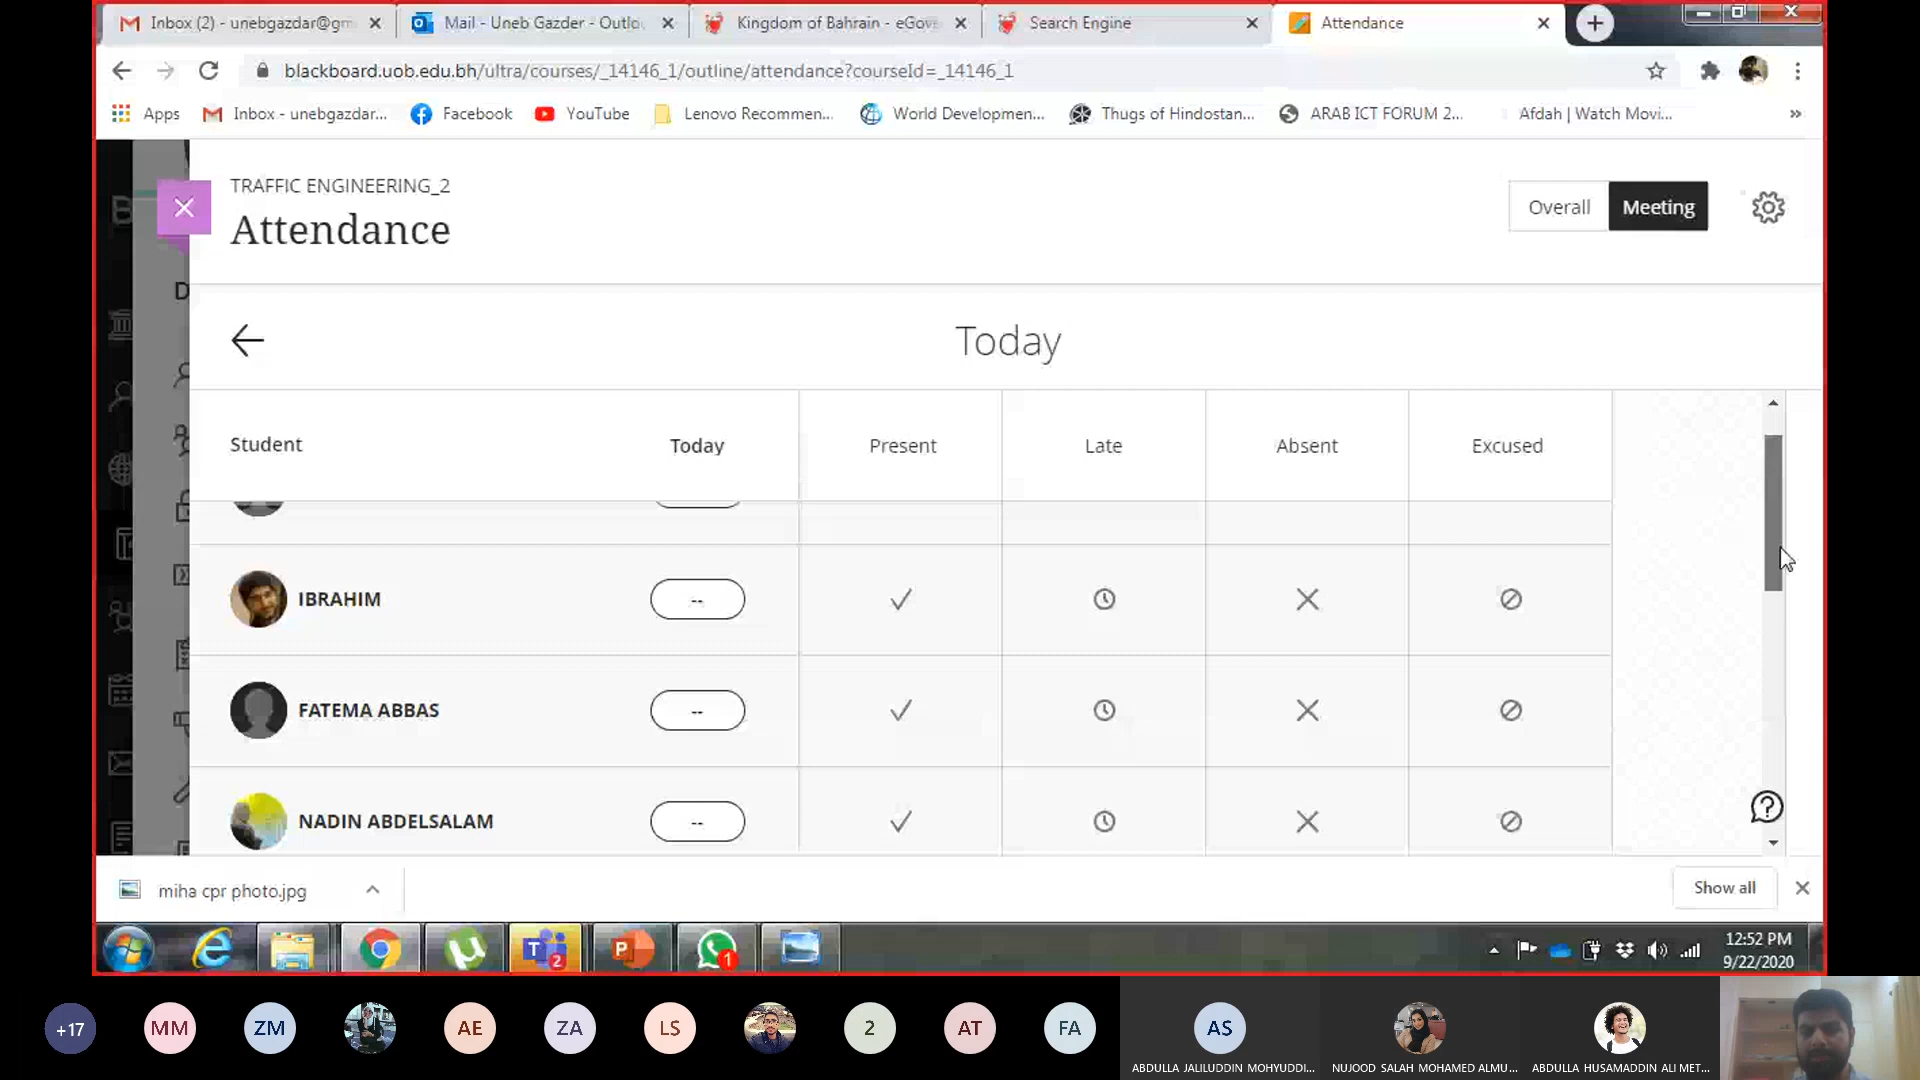 Inbox (2) - unebgazdar@gm
Mail - Uneb Gazder - Outlo
Kingdom of Bahrain - eGove
Search Engine
Attendance
blackboard.uob.edu.bh/ultra/courses/_14146_1/outline/attendance?courseId=_14146_1
Apps
Inbox - unebgazdar...
Facebook
YouTube
Lenovo Recommen...
World Developmen...
Thugs of Hindostan...
ARAB ICT FORUM 2...
Afdah | Watch Movi...
»
TRAFFIC ENGINEERING_2
Attendance
Overall
Meeting
Today
Student
Today
Present
Late
Absent
Excused
IBRAHIM
--
FATEMA ABBAS
--
NADIN ABDELSALAM
--
miha cpr photo.jpg
Show all
12:52 PM
9/22/2020
+17
MM
ZM
AE
ZA
LS
2
AT
FA
AS
ABDULLA JALILUDDIN MOHYUDDI...
NUJOOD SALAH MOHAMED ALMU...
ABDULLA HUSAMADDIN ALI MET...